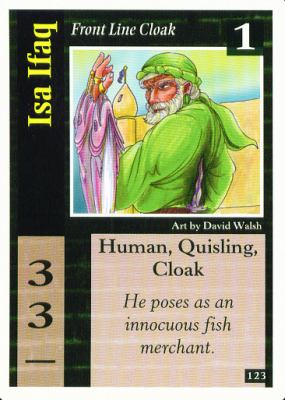 Isa Ifaq
Front Line Cloak
1
Art by David Walsh
Human, Quisling,
Cloak
He poses as an
innocuous fish
merchant.
3
3
—
123